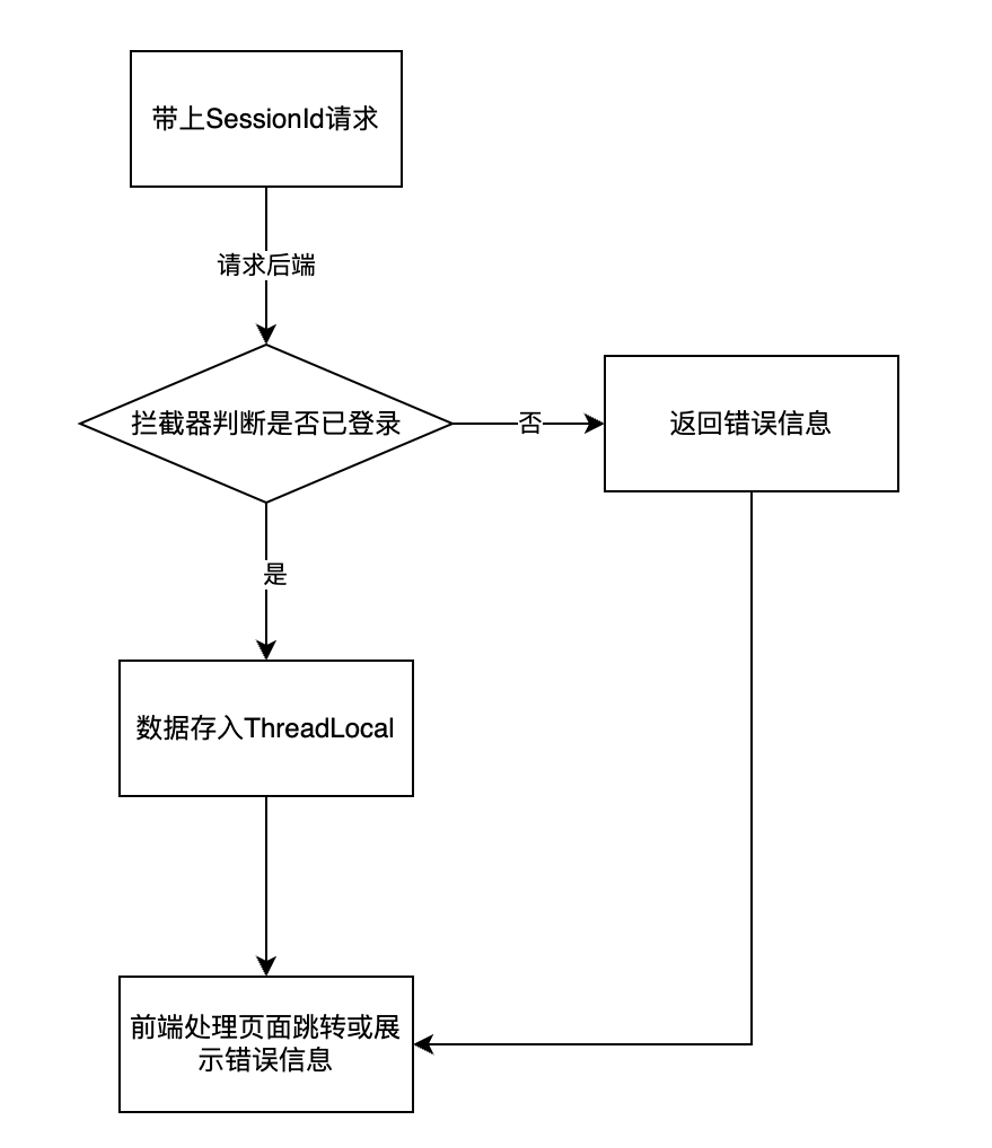 带上SessionId请求
请求后端
拦截器判断是否已登录
否
返回错误信息
是
数据存入ThreadLocal
前端处理页面跳转或展
示错误信息